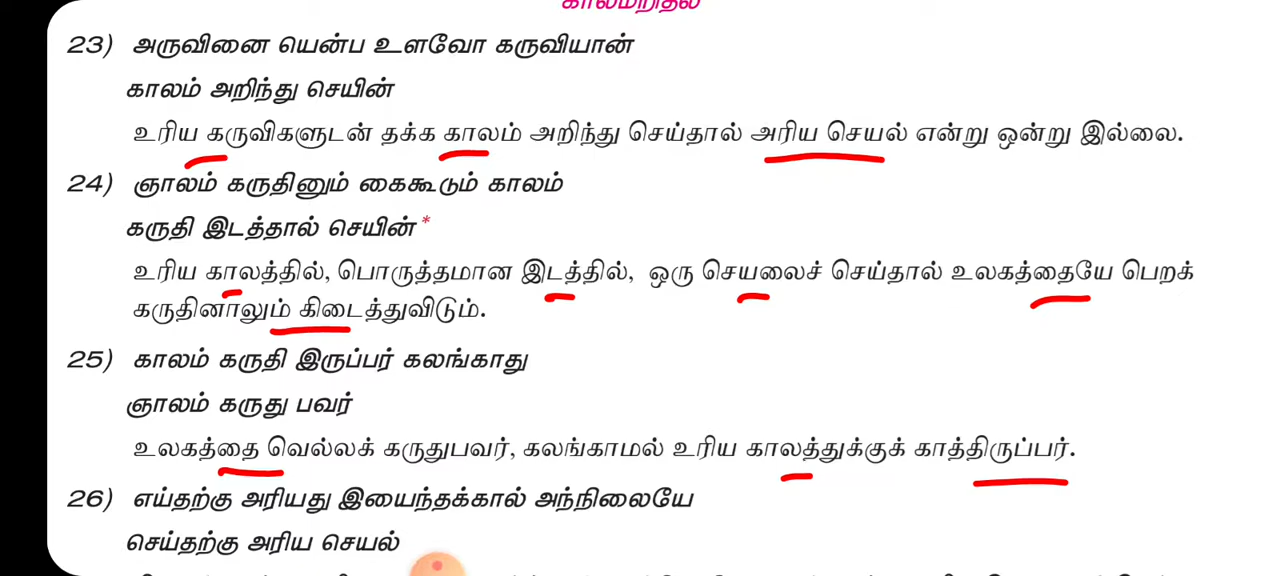 காலமறிதல்
23) அருவினை யென்ப உளவோ கருவியான்
காலம் அறிந்து செயின்
உரிய கருவிகளுடன் தக்க காலம் அறிந்து செய்தால் அரிய செயல் என்று ஒன்று இல்லை.
24) ஞாலம் கருதினும் கைகூடும் காலம்
கருதி இடத்தால் செயின்*
உரிய காலத்தில், பொருத்தமான இடத்தில், ஒரு செயலைச் செய்தால் உலகத்தையே பெறக்
கருதினாலும் கிடைத்துவிடும்.
25) காலம் கருதி இருப்பர் கலங்காது
ஞாலம் கருது பவர்
உலகத்தை வெல்லக் கருதுபவர், கலங்காமல் உரிய காலத்துக்குக் காத்திருப்பர்.
26) எய்தற்கு அரியது இயைந்தக்கால் அந்நிலையே
செய்தற்கு அரிய செயல்